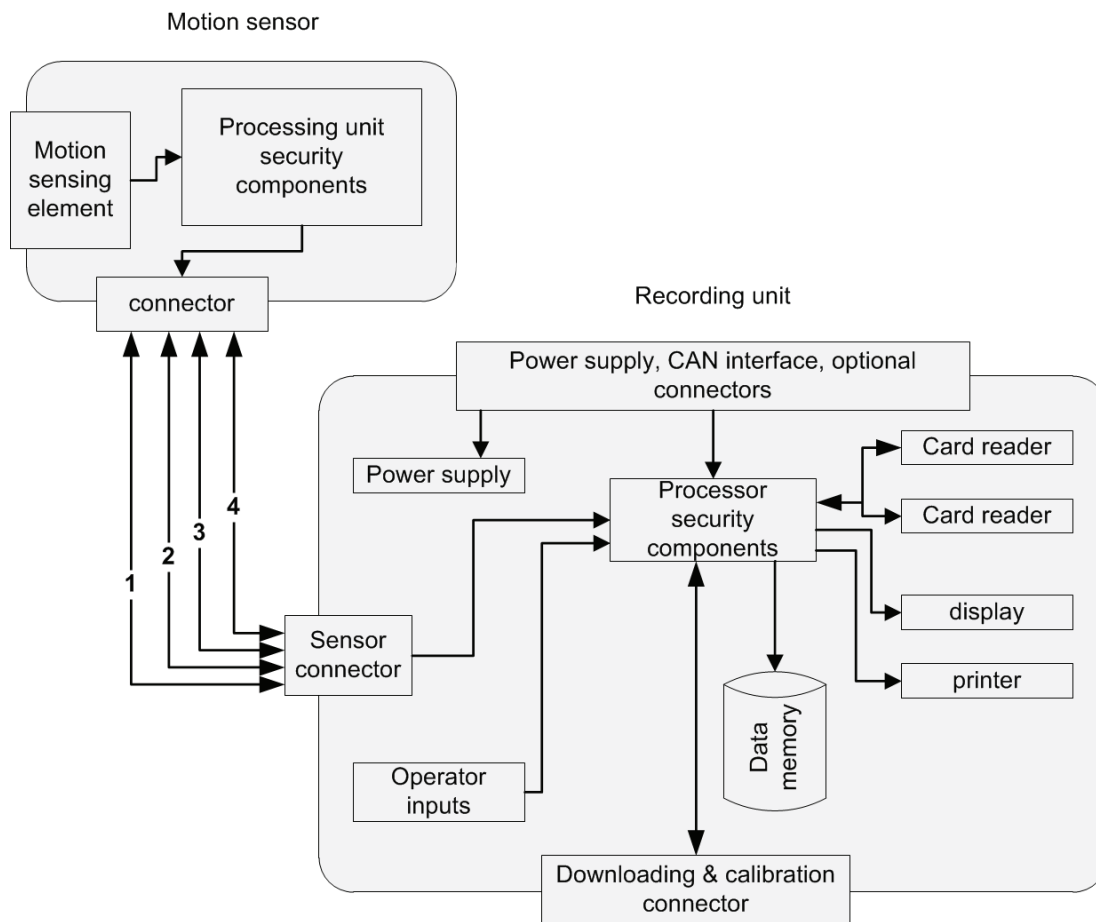 Motion sensor
Motion
sensing
element
Processing unit
security
components
connector
Recording unit
Power supply, CAN interface, optional
connectors
Power supply
Processor
security
components
Card reader
Card reader
display
printer
1
2
3
4
Sensor
connector
Data
memory
Operator
inputs
Downloading & calibration
connector